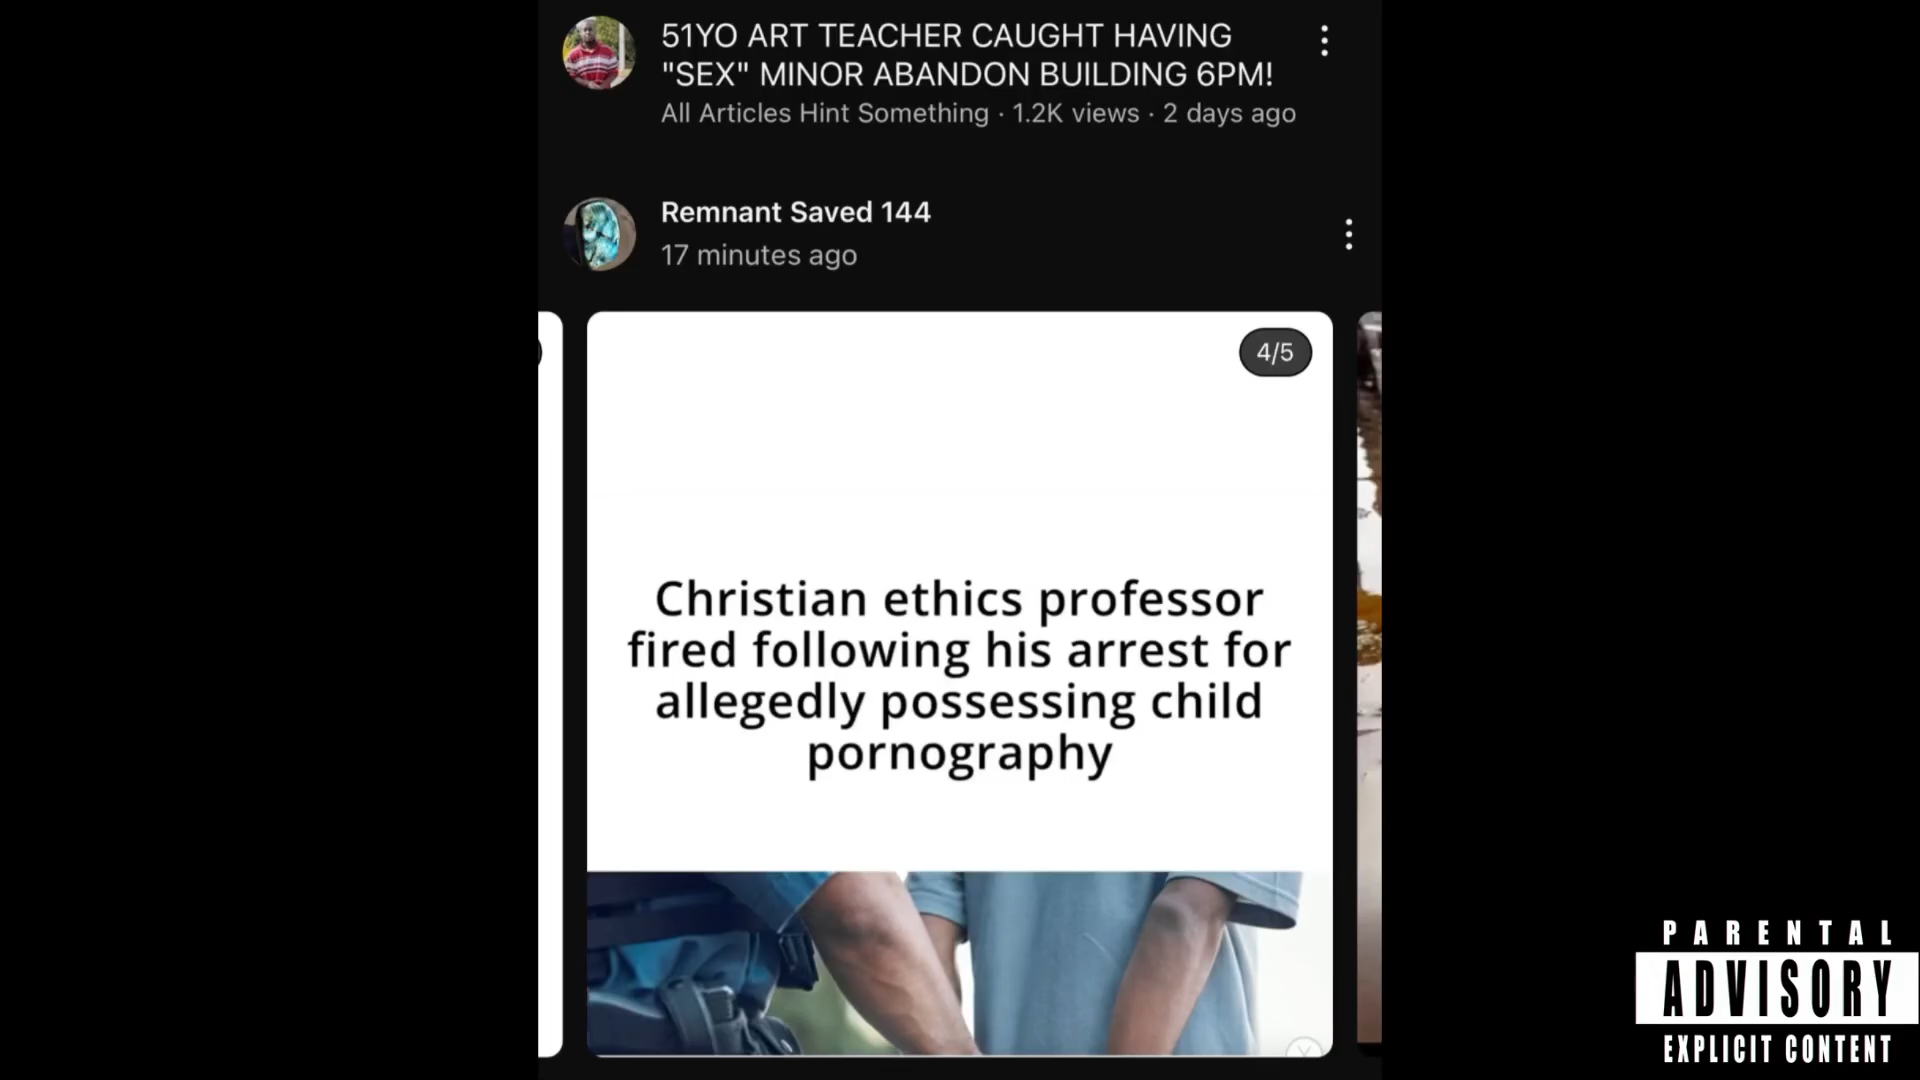 51YO ART TEACHER CAUGHT HAVING
"SEX" MINOR ABANDON BUILDING 6PM!
All Articles Hint Something · 1.2K views · 2 days ago
Remnant Saved 144
17 minutes ago
4/5
Christian ethics professor
fired following his arrest for
allegedly possessing child
pornography
PARENTAL
ADVISORY
EXPLICIT CONTENT